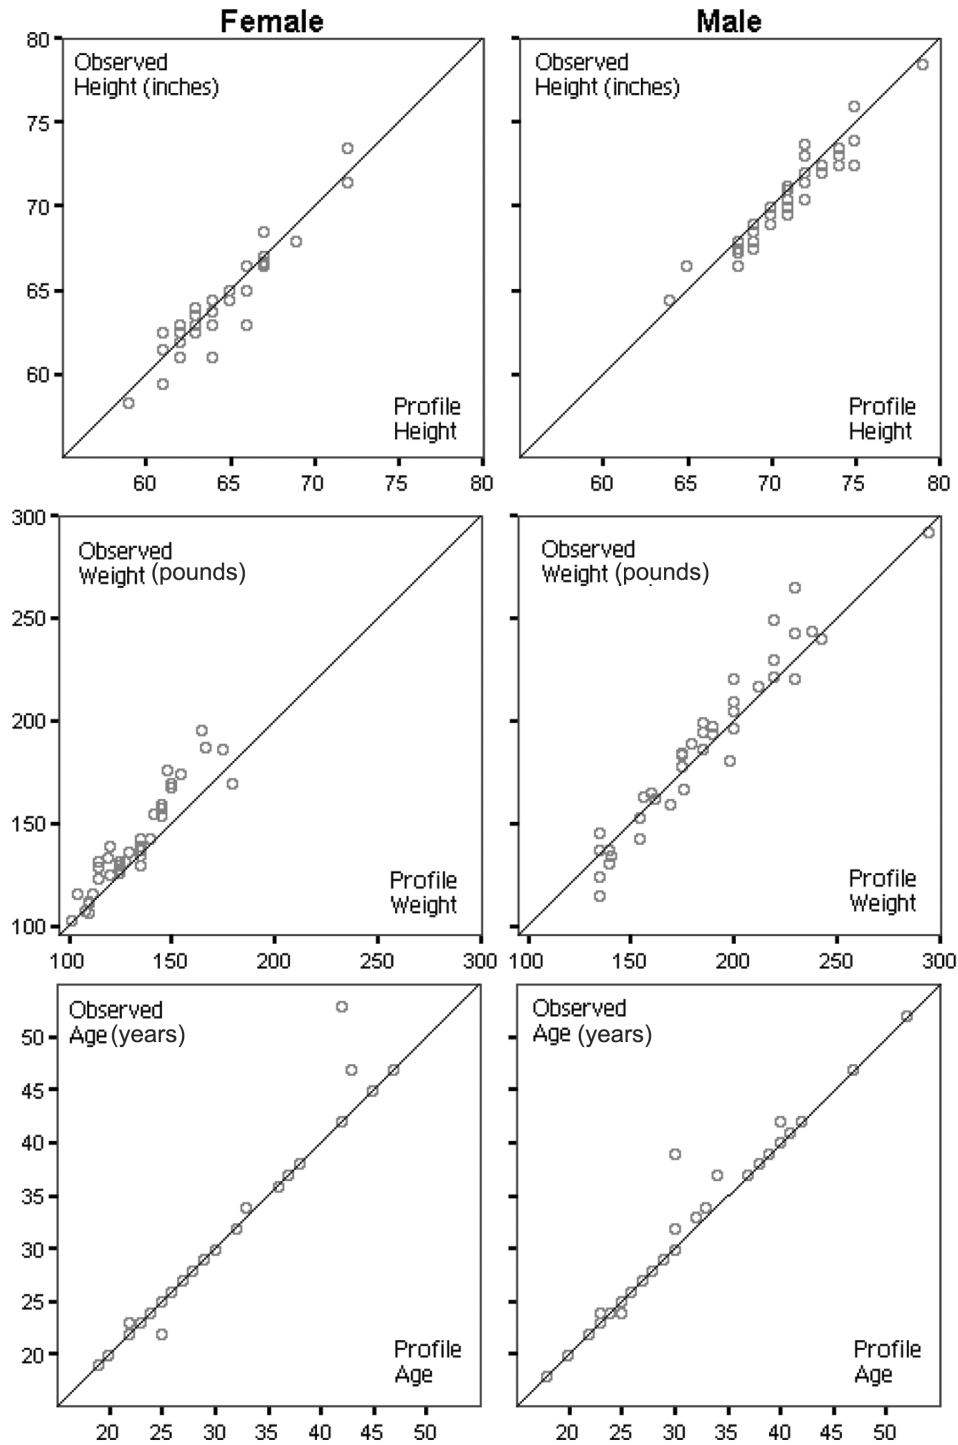 Female Male
80
Observed
Height (inches)
Observed
Height (inches)
75
70
65
60
Profile
Height
Profile
Height
60 65 70 75 80 60 65 70 75 80
300
Observed
Weight (pounds)
Observed
Weight (pounds)
250
200
150
Profile
Weight
Profile
Weight
100
100 150 200 250 300 100 150 200 250 300
Observed
Age (years)
Observed
Age (years)
50
45
40
35
30
25
20
Profile
Age
Profile
Age
20 25 30 35 40 45 50 20 25 30 35 40 45 50